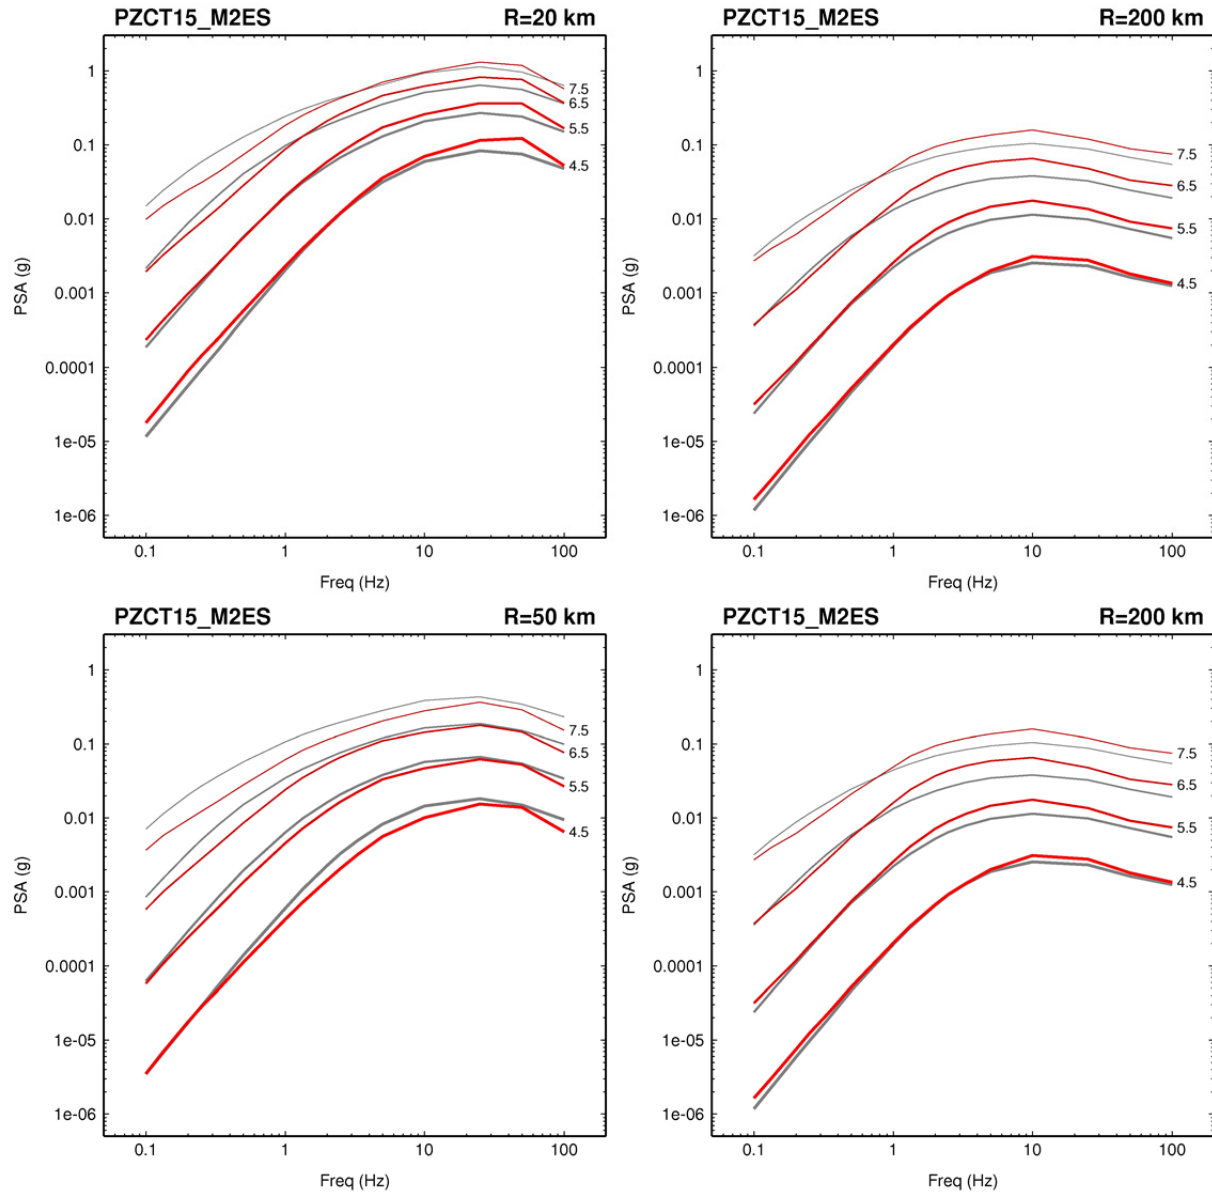 PZCT15_M2ES R=20 km
1
0.1
0.01
0.001
0.0001
1e-05
1e-06
PSA (g)
7.5
6.5
5.5
4.5
0.1 1 10 100
Freq (Hz)
PZCT15_M2ES R=200 km
1
0.1
0.01
0.001
0.0001
1e-05
1e-06
PSA (g)
7.5
6.5
5.5
4.5
0.1 1 10 100
Freq (Hz)
PZCT15_M2ES R=50 km
1
0.1
0.01
0.001
0.0001
1e-05
1e-06
PSA (g)
7.5
6.5
5.5
4.5
0.1 1 10 100
Freq (Hz)
PZCT15_M2ES R=200 km
1
0.1
0.01
0.001
0.0001
1e-05
1e-06
PSA (g)
7.5
6.5
5.5
4.5
0.1 1 10 100
Freq (Hz)